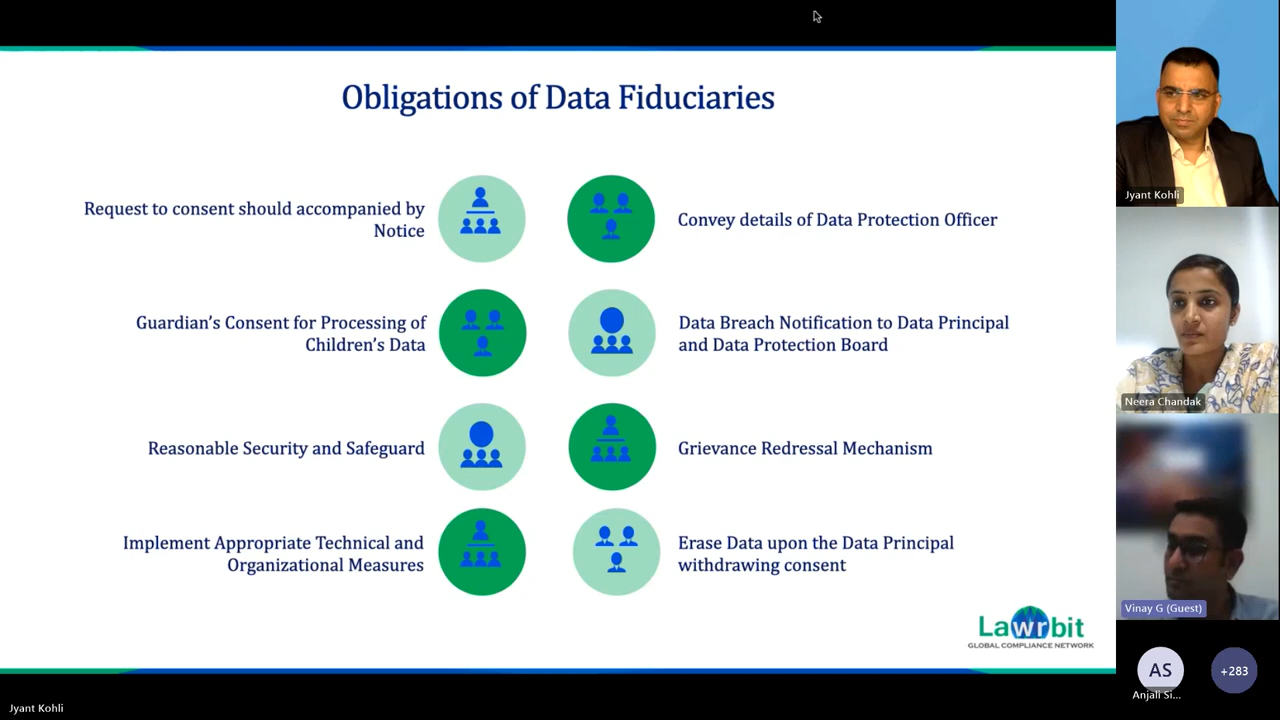 Obligations of Data Fiduciaries
Request to consent should accompanied by
Notice
Convey details of Data Protection Officer
Guardian’s Consent for Processing of
Children’s Data
Data Breach Notification to Data Principal
and Data Protection Board
Reasonable Security and Safeguard
Grievance Redressal Mechanism
Implement Appropriate Technical and
Organizational Measures
Erase Data upon the Data Principal
withdrawing consent
Lawrbit
GLOBAL COMPLIANCE NETWORK
Jyant Kohli
Neera Chandak
Vinay G (Guest)
AS
Anjali Si...
+283
Jyant Kohli